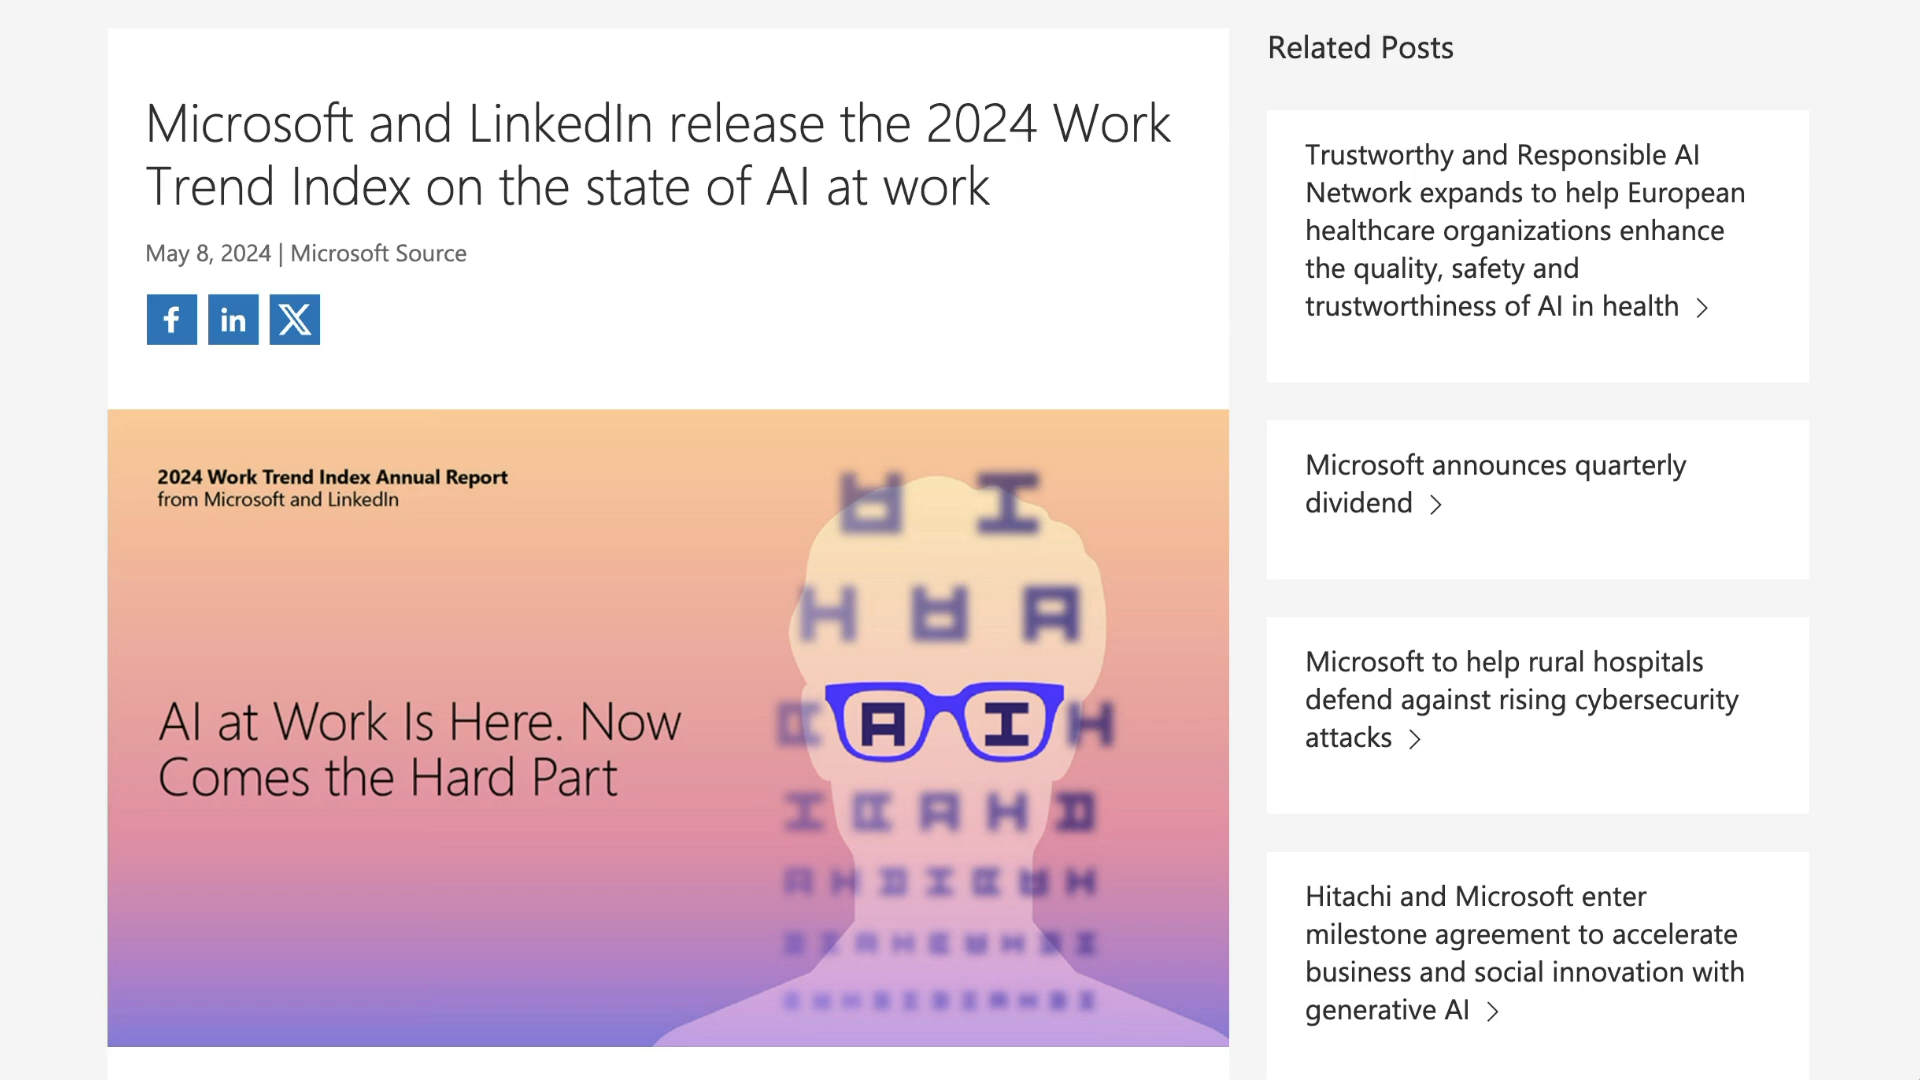 Microsoft and LinkedIn release the 2024 Work
Trend Index on the state of AI at work
May 8, 2024 | Microsoft Source
f
in
X
2024 Work Trend Index Annual Report
from Microsoft and LinkedIn
AI at Work Is Here. Now
Comes the Hard Part
A I
Related Posts
Trustworthy and Responsible AI
Network expands to help European
healthcare organizations enhance
the quality, safety and
trustworthiness of AI in health >
Microsoft announces quarterly
dividend >
Microsoft to help rural hospitals
defend against rising cybersecurity
attacks >
Hitachi and Microsoft enter
milestone agreement to accelerate
business and social innovation with
generative AI >